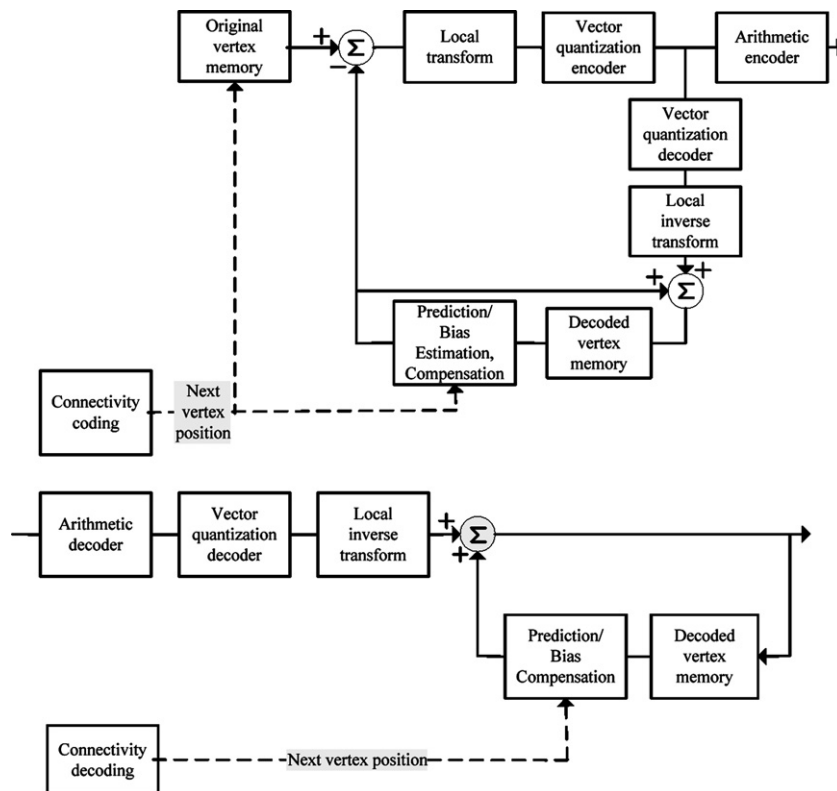 Original
vertex
memory
+
Σ
−
Local
transform
Vector
quantization
encoder
Arithmetic
encoder
Vector
quantization
decoder
Local
inverse
transform
+
+
Σ
Prediction/
Bias
Estimation,
Compensation
Decoded
vertex
memory
Connectivity
coding
Next
vertex
position
Arithmetic
decoder
Vector
quantization
decoder
Local
inverse
transform
+
Σ
+
Prediction/
Bias
Compensation
Decoded
vertex
memory
Connectivity
decoding
Next vertex position